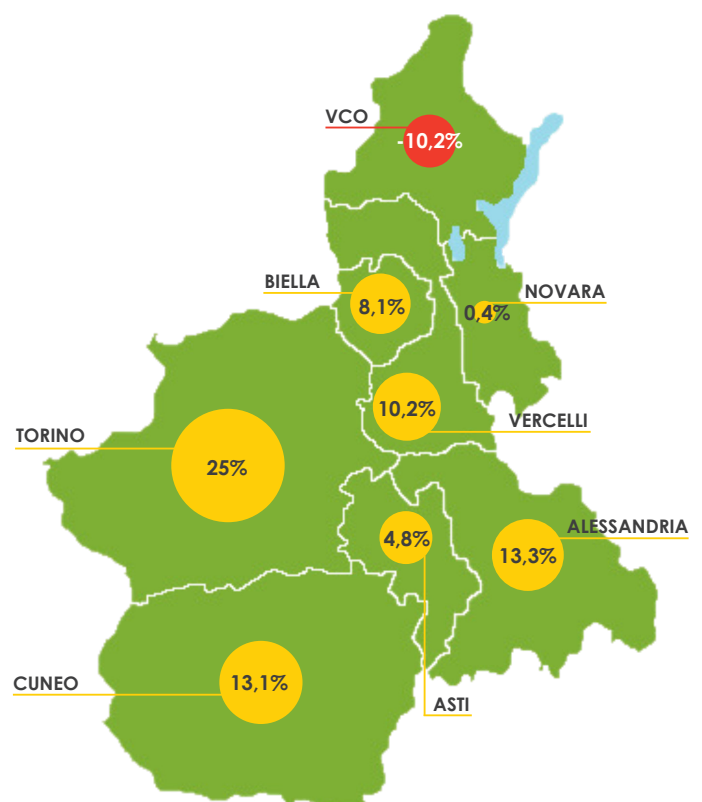 VCO
-10,2%
BIELLA
8,1%
NOVARA
0,4%
10,2%
VERCELLI
TORINO
25%
ALESSANDRIA
4,8%
13,3%
CUNEO
13,1%
ASTI